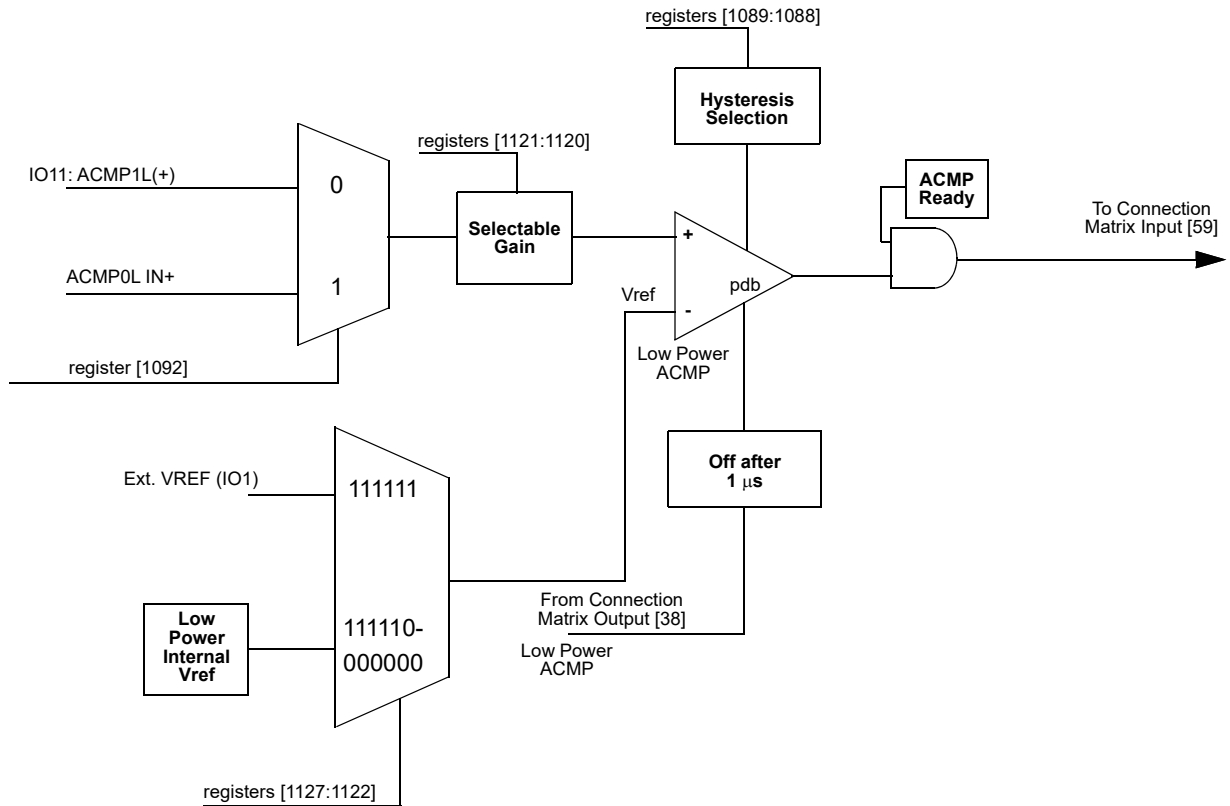 registers [1089:1088]
Hysteresis
Selection
registers [1121:1120]
IO11: ACMP1L(+)
0
Selectable
Gain
ACMP
Ready
To Connection
Matrix Input [59]
+
ACMP0L IN+
1
pdb
Vref
-
Low Power
ACMP
register [1092]
Off after
1 μs
Ext. VREF (IO1)
111111
From Connection
Matrix Output [38]
Low Power
ACMP
Low
Power
Internal
Vref
111110-
000000
registers [1127:1122]